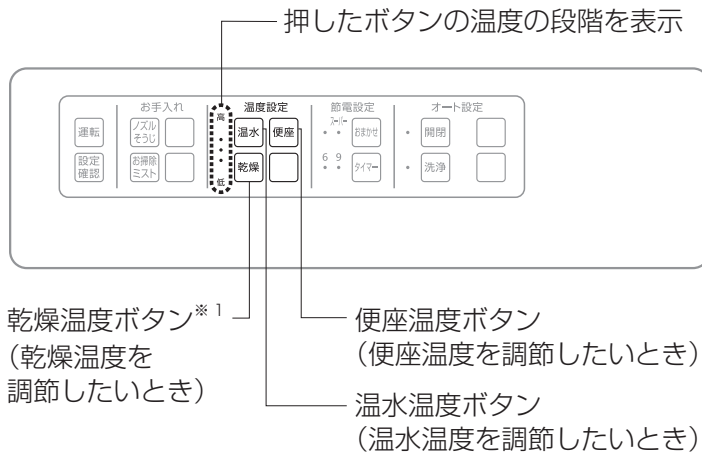 押したボタンの温度の段階を表示
お手入れ
温度設定
節電設定
オート設定
運転
ノズル
そうじ
高
温水
便座
スーパー
おまかせ
開閉
設定
確認
お掃除
ミスト
低
乾燥
6 9
タイマー
洗浄
乾燥温度ボタン※1
（乾燥温度を
調節したいとき）
便座温度ボタン
（便座温度を調節したいとき）
温水温度ボタン
（温水温度を調節したいとき）